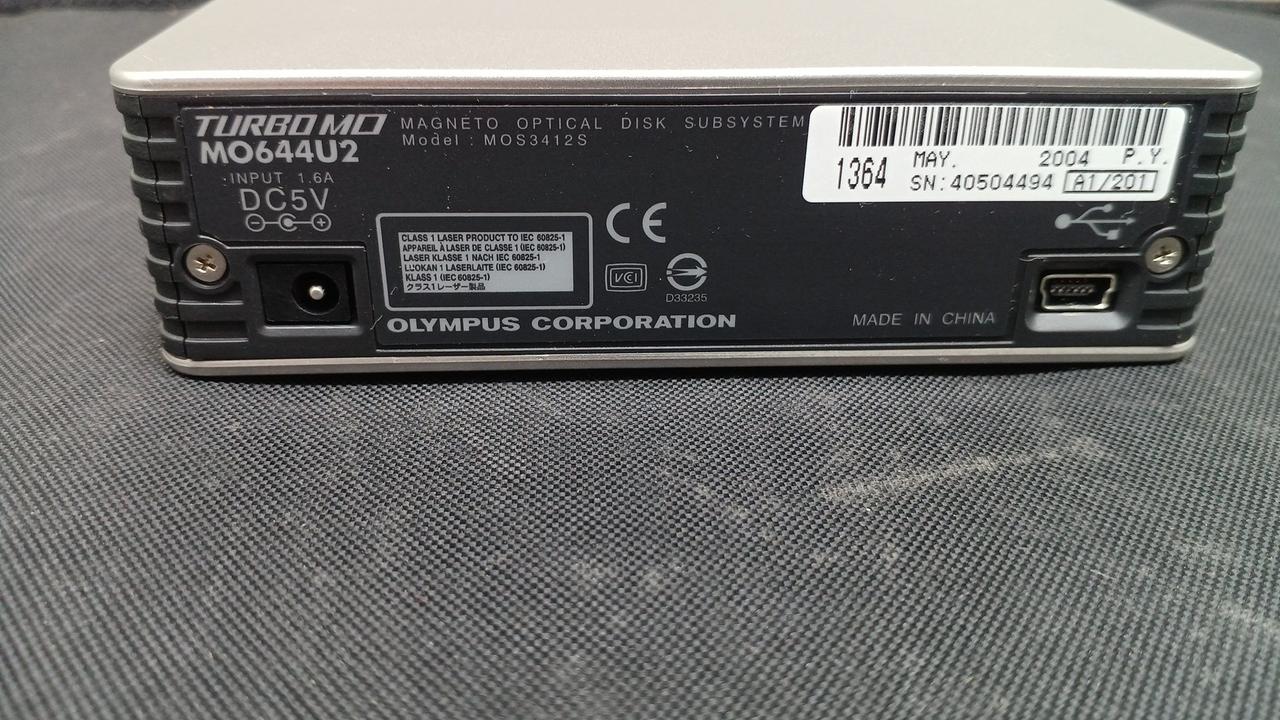 TURBO MO
MO644U2
INPUT 1.6A
DC5V
MAGNETO OPTICAL DISK SUBSYSTEM
Model : MOS3412S
CLASS 1 LASER PRODUCT TO IEC 60825-1
APPAREIL À LASER DE CLASSE 1 (IEC 60825-1)
LASER KLASSE 1 NACH IEC 60825-1
LUOKAN 1 LASERLAITE (IEC 60825-1)
KLASS 1 (IEC 60825-1)
クラス1レーザー製品
CE
VCI
D33235
OLYMPUS CORPORATION
1364
MAY. 2004 P.Y.
SN:40504494 A1/201
MADE IN CHINA